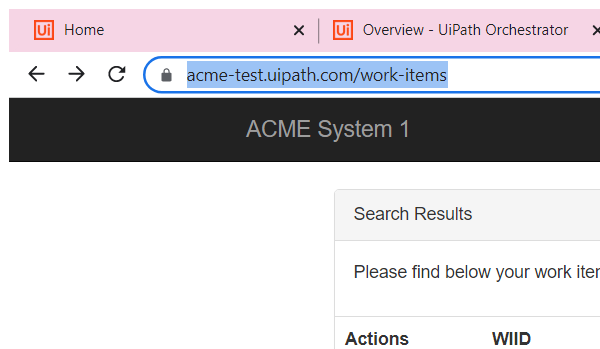 Ui Home Ui Overview - UiPath Orchestrator
acme-test.uipath.com/work-items
ACME System 1
Search Results
Please find below your work
Actions WIID